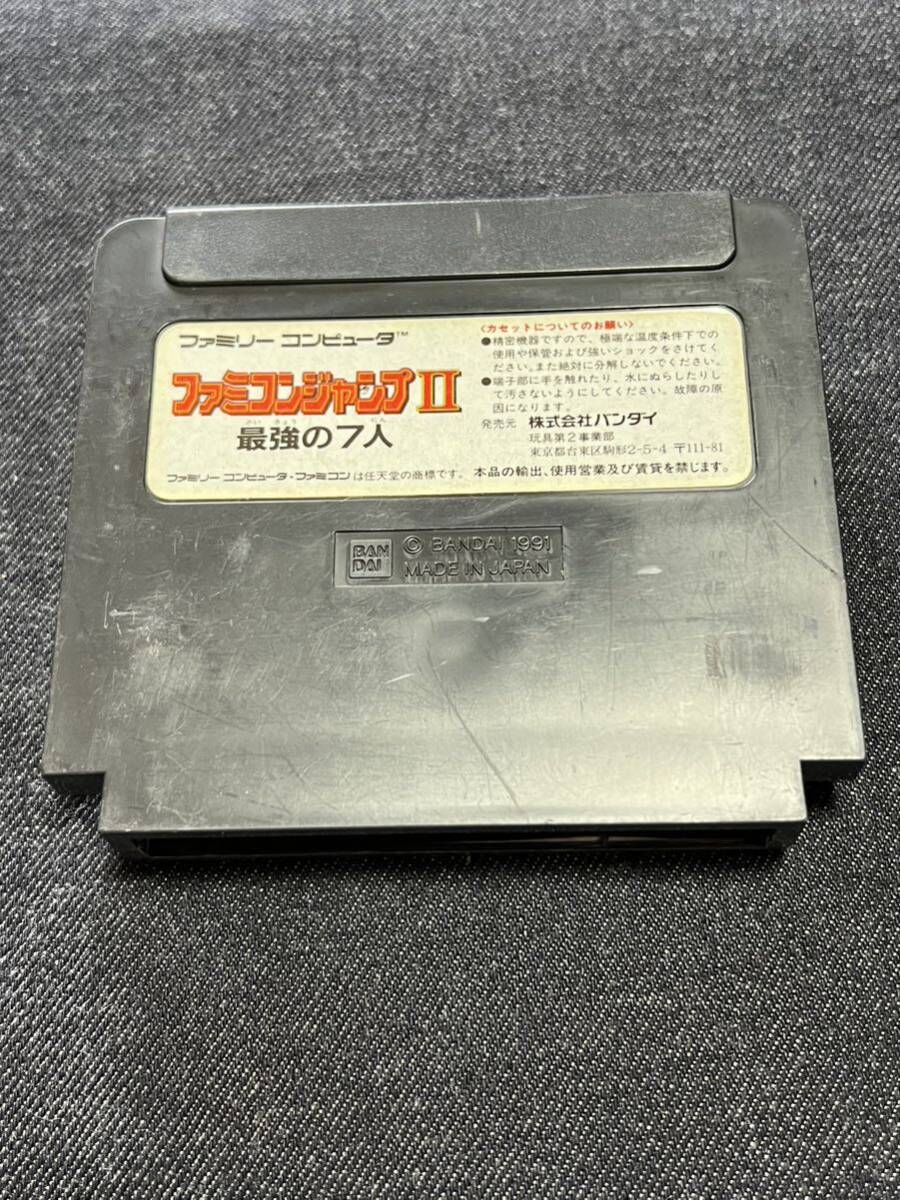 ファミリー コンピュータ™
ファミコンジャンプⅡ
さい きょう にん
最強の7人
ファミリー コンピュータ・ファミコンは任天堂の商標です。
〈カセットについてのお願い〉
●精密機器ですので、極端な温度条件下での
使用や保管および強いショックをさけてく
ださい。また絶対に分解しないでください。
●端子部に手を触れたり、水にぬらしたりし
て汚さないようにしてください。故障の原
因になります。
発売元 株式会社バンダイ
玩具第2事業部
東京都台東区駒形2-5-4 〒111-81
本品の輸出、使用営業及び賃貸を禁じます。
BAN
DAI
© BANDAI 1991
MADE IN JAPAN